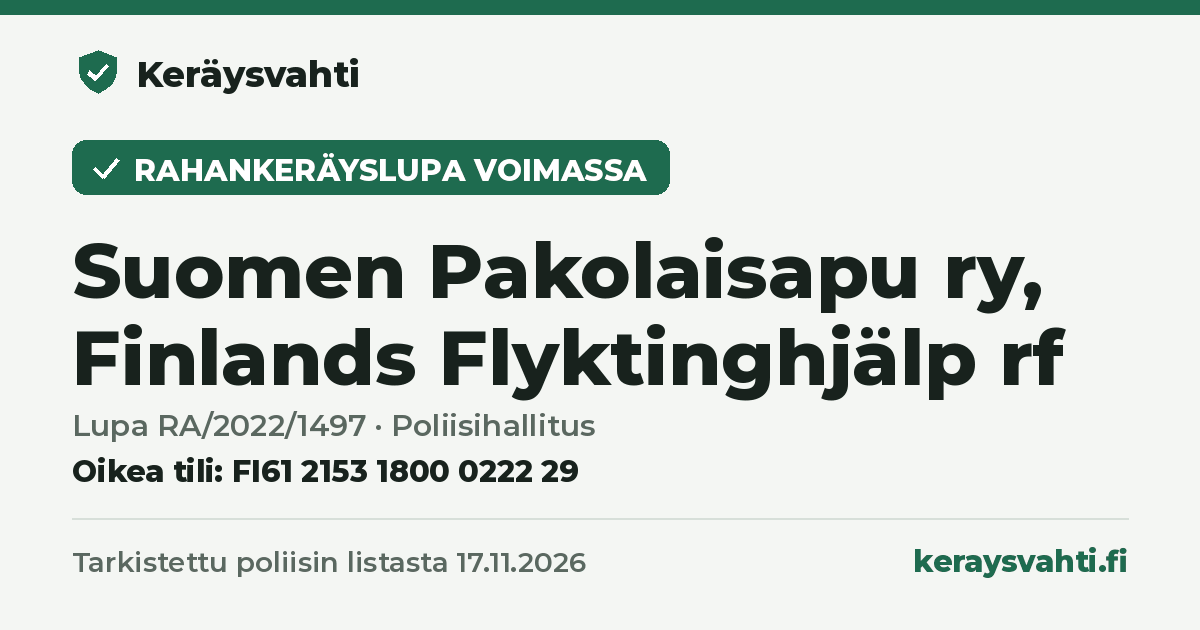 Keräysvahti
RAHANKERÄYSLUPA VOIMASSA
Suomen Pakolaisapu ry,
Finlands Flyktinghjälp rf
Lupa RA/2022/1497 · Poliisihallitus
Oikea tili: FI61 2153 1800 0222 29
Tarkistettu poliisin listasta 17.11.2026
keraysvahti.fi